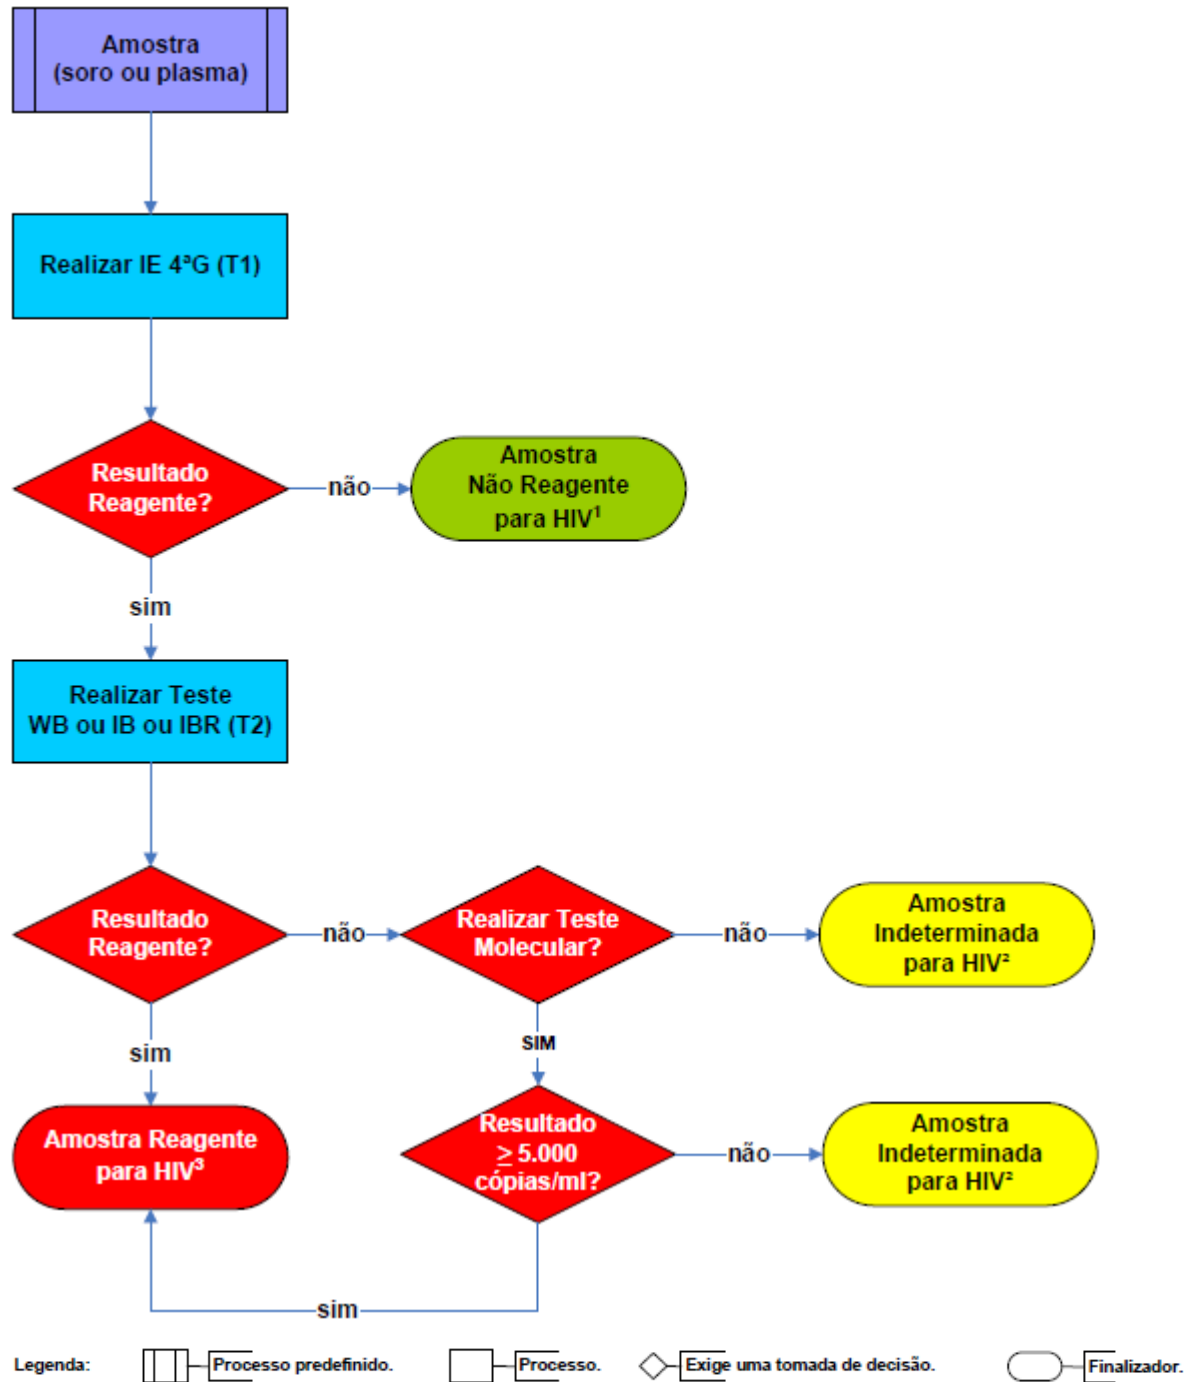 Amostra
(soro ou plasma)
Realizar IE 4ªG (T1)
Resultado
Reagente?
não
Amostra
Não Reagente
para HIV¹
sim
Realizar Teste
WB ou IB ou IBR (T2)
Resultado
Reagente?
não
Realizar Teste
Molecular?
não
Amostra
Indeterminada
para HIV²
sim
SIM
Amostra Reagente
para HIV³
Resultado
≥ 5.000
cópias/ml?
não
Amostra
Indeterminada
para HIV²
sim
Legenda:
Processo predefinido.
Processo.
Exige uma tomada de decisão.
Finalizador.